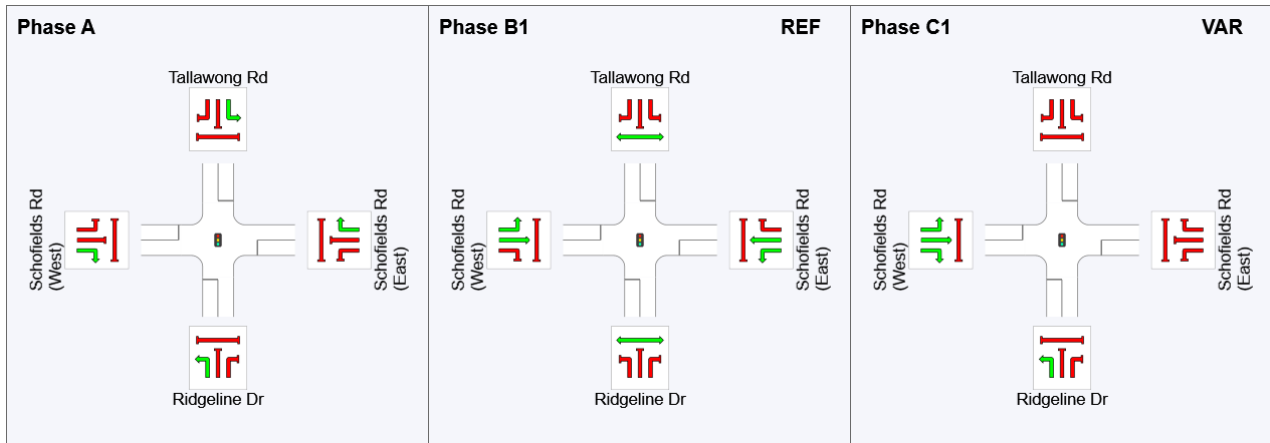 Phase A
Tallawong Rd
Schofields Rd
(West)
Schofields Rd
(East)
Ridgeline Dr
Phase B1
REF
Tallawong Rd
Schofields Rd
(West)
Schofields Rd
(East)
Ridgeline Dr
Phase C1
VAR
Tallawong Rd
Schofields Rd
(West)
Schofields Rd
(East)
Ridgeline Dr